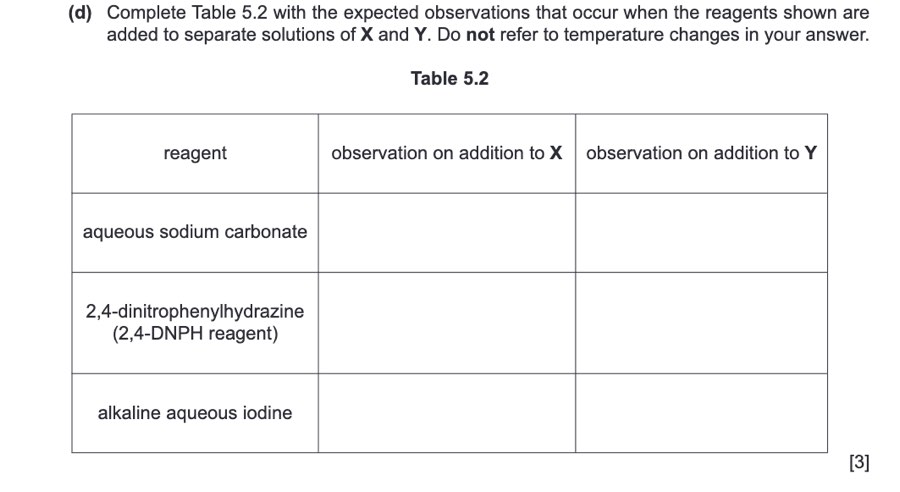 (d) Complete Table 5.2 with the expected observations that occur when the reagents shown are
added to separate solutions of X and Y. Do not refer to temperature changes in your answer.
Table 5.2
reagent
observation on addition to X
observation on addition to Y
aqueous sodium carbonate
2,4-dinitrophenylhydrazine
(2,4-DNPH reagent)
alkaline aqueous iodine
[3]